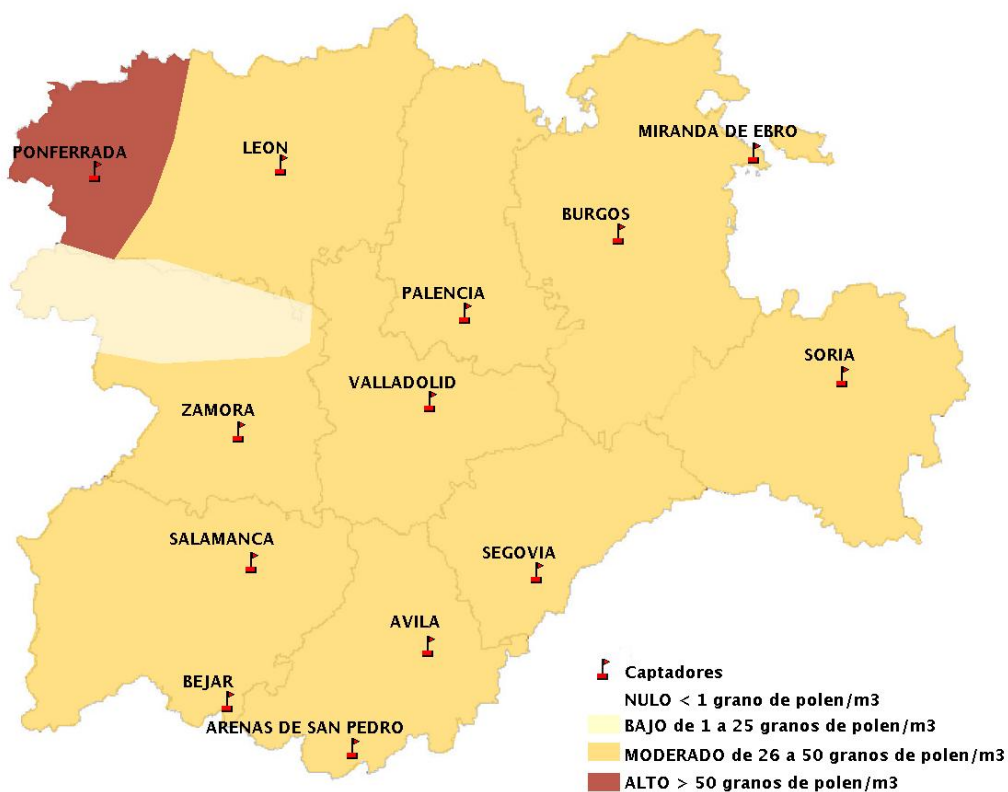 MIRANDA DE EBRO
PONFERRADA
LEON
BURGOS
PALENCIA
SORIA
VALLADOLID
ZAMORA
SALAMANCA
SEGOVIA
AVILA
BEJAR
ARENAS DE SAN PEDRO
Captadores
NULO < 1 grano de polen/m3
BAJO de 1 a 25 granos de polen/m3
MODERADO de 26 a 50 granos de polen/m3
ALTO > 50 granos de polen/m3